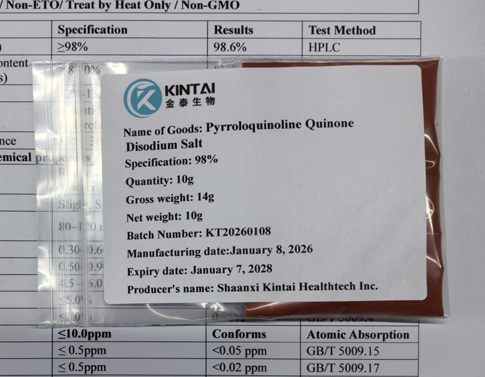 / Non-ETO/ Treat by Heat Only / Non-GMO
Specification Results Test Method
≥98% 98.6% HPLC
KINTAI
金泰生物
Name of Goods: Pyrroloquinoline Quinone
Disodium Salt
Specification: 98%
Quantity: 10g
Gross weight: 14g
Net weight: 10g
Batch Number: KT20260108
Manufacturing date:January 8, 2026
Expiry date: January 7, 2028
Producer's name: Shaanxi Kintai Healthtech Inc.
≤10.0ppm Conforms Atomic Absorption
≤ 0.5ppm <0.05 ppm GB/T 5009.15
≤ 0.5ppm <0.02 ppm GB/T 5009.17